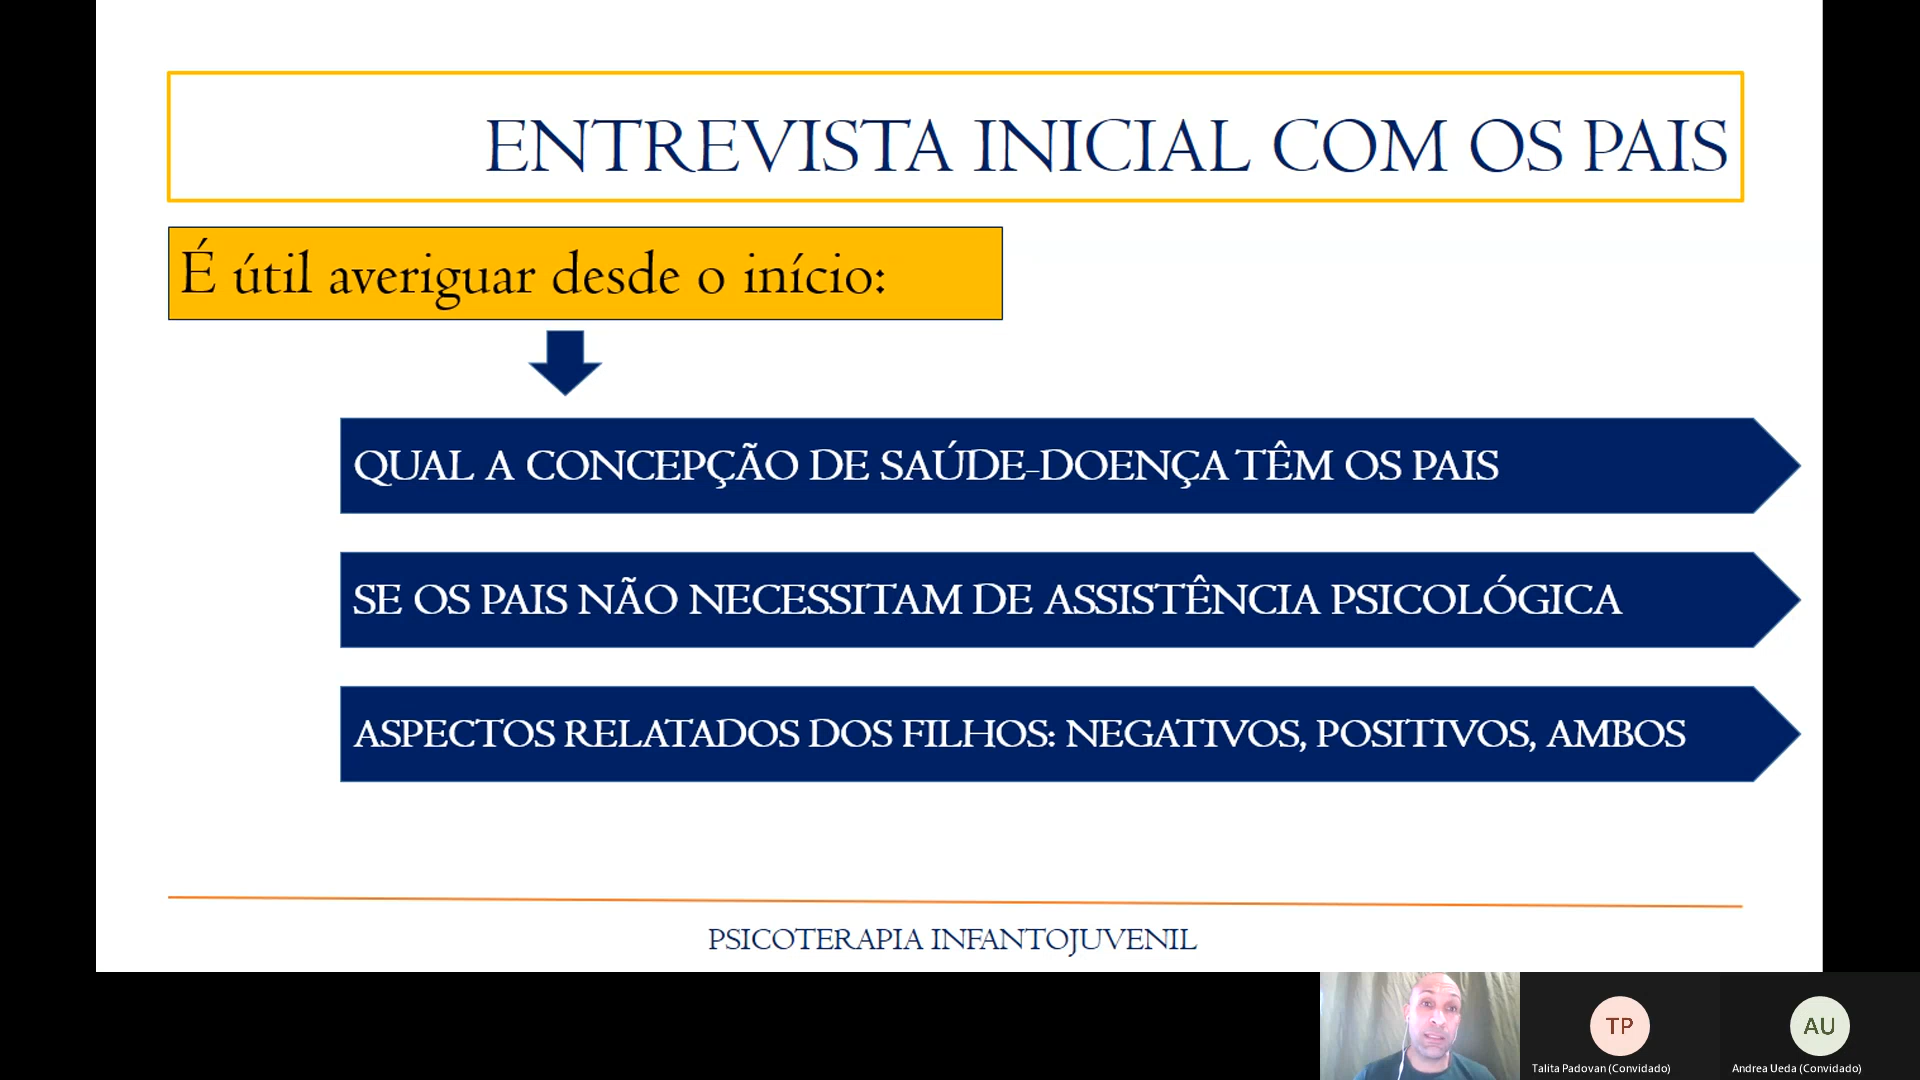 ENTREVISTA INICIAL COM OS PAIS
É útil averiguar desde o início:
QUAL A CONCEPÇÃO DE SAÚDE-DOENÇA TÊM OS PAIS
SE OS PAIS NÃO NECESSITAM DE ASSISTÊNCIA PSICOLÓGICA
ASPECTOS RELATADOS DOS FILHOS: NEGATIVOS, POSITIVOS, AMBOS
PSICOTERAPIA INFANTOJUVENIL
TP
AU
Talita Padovan (Convidado)
Andrea Ueda (Convidado)